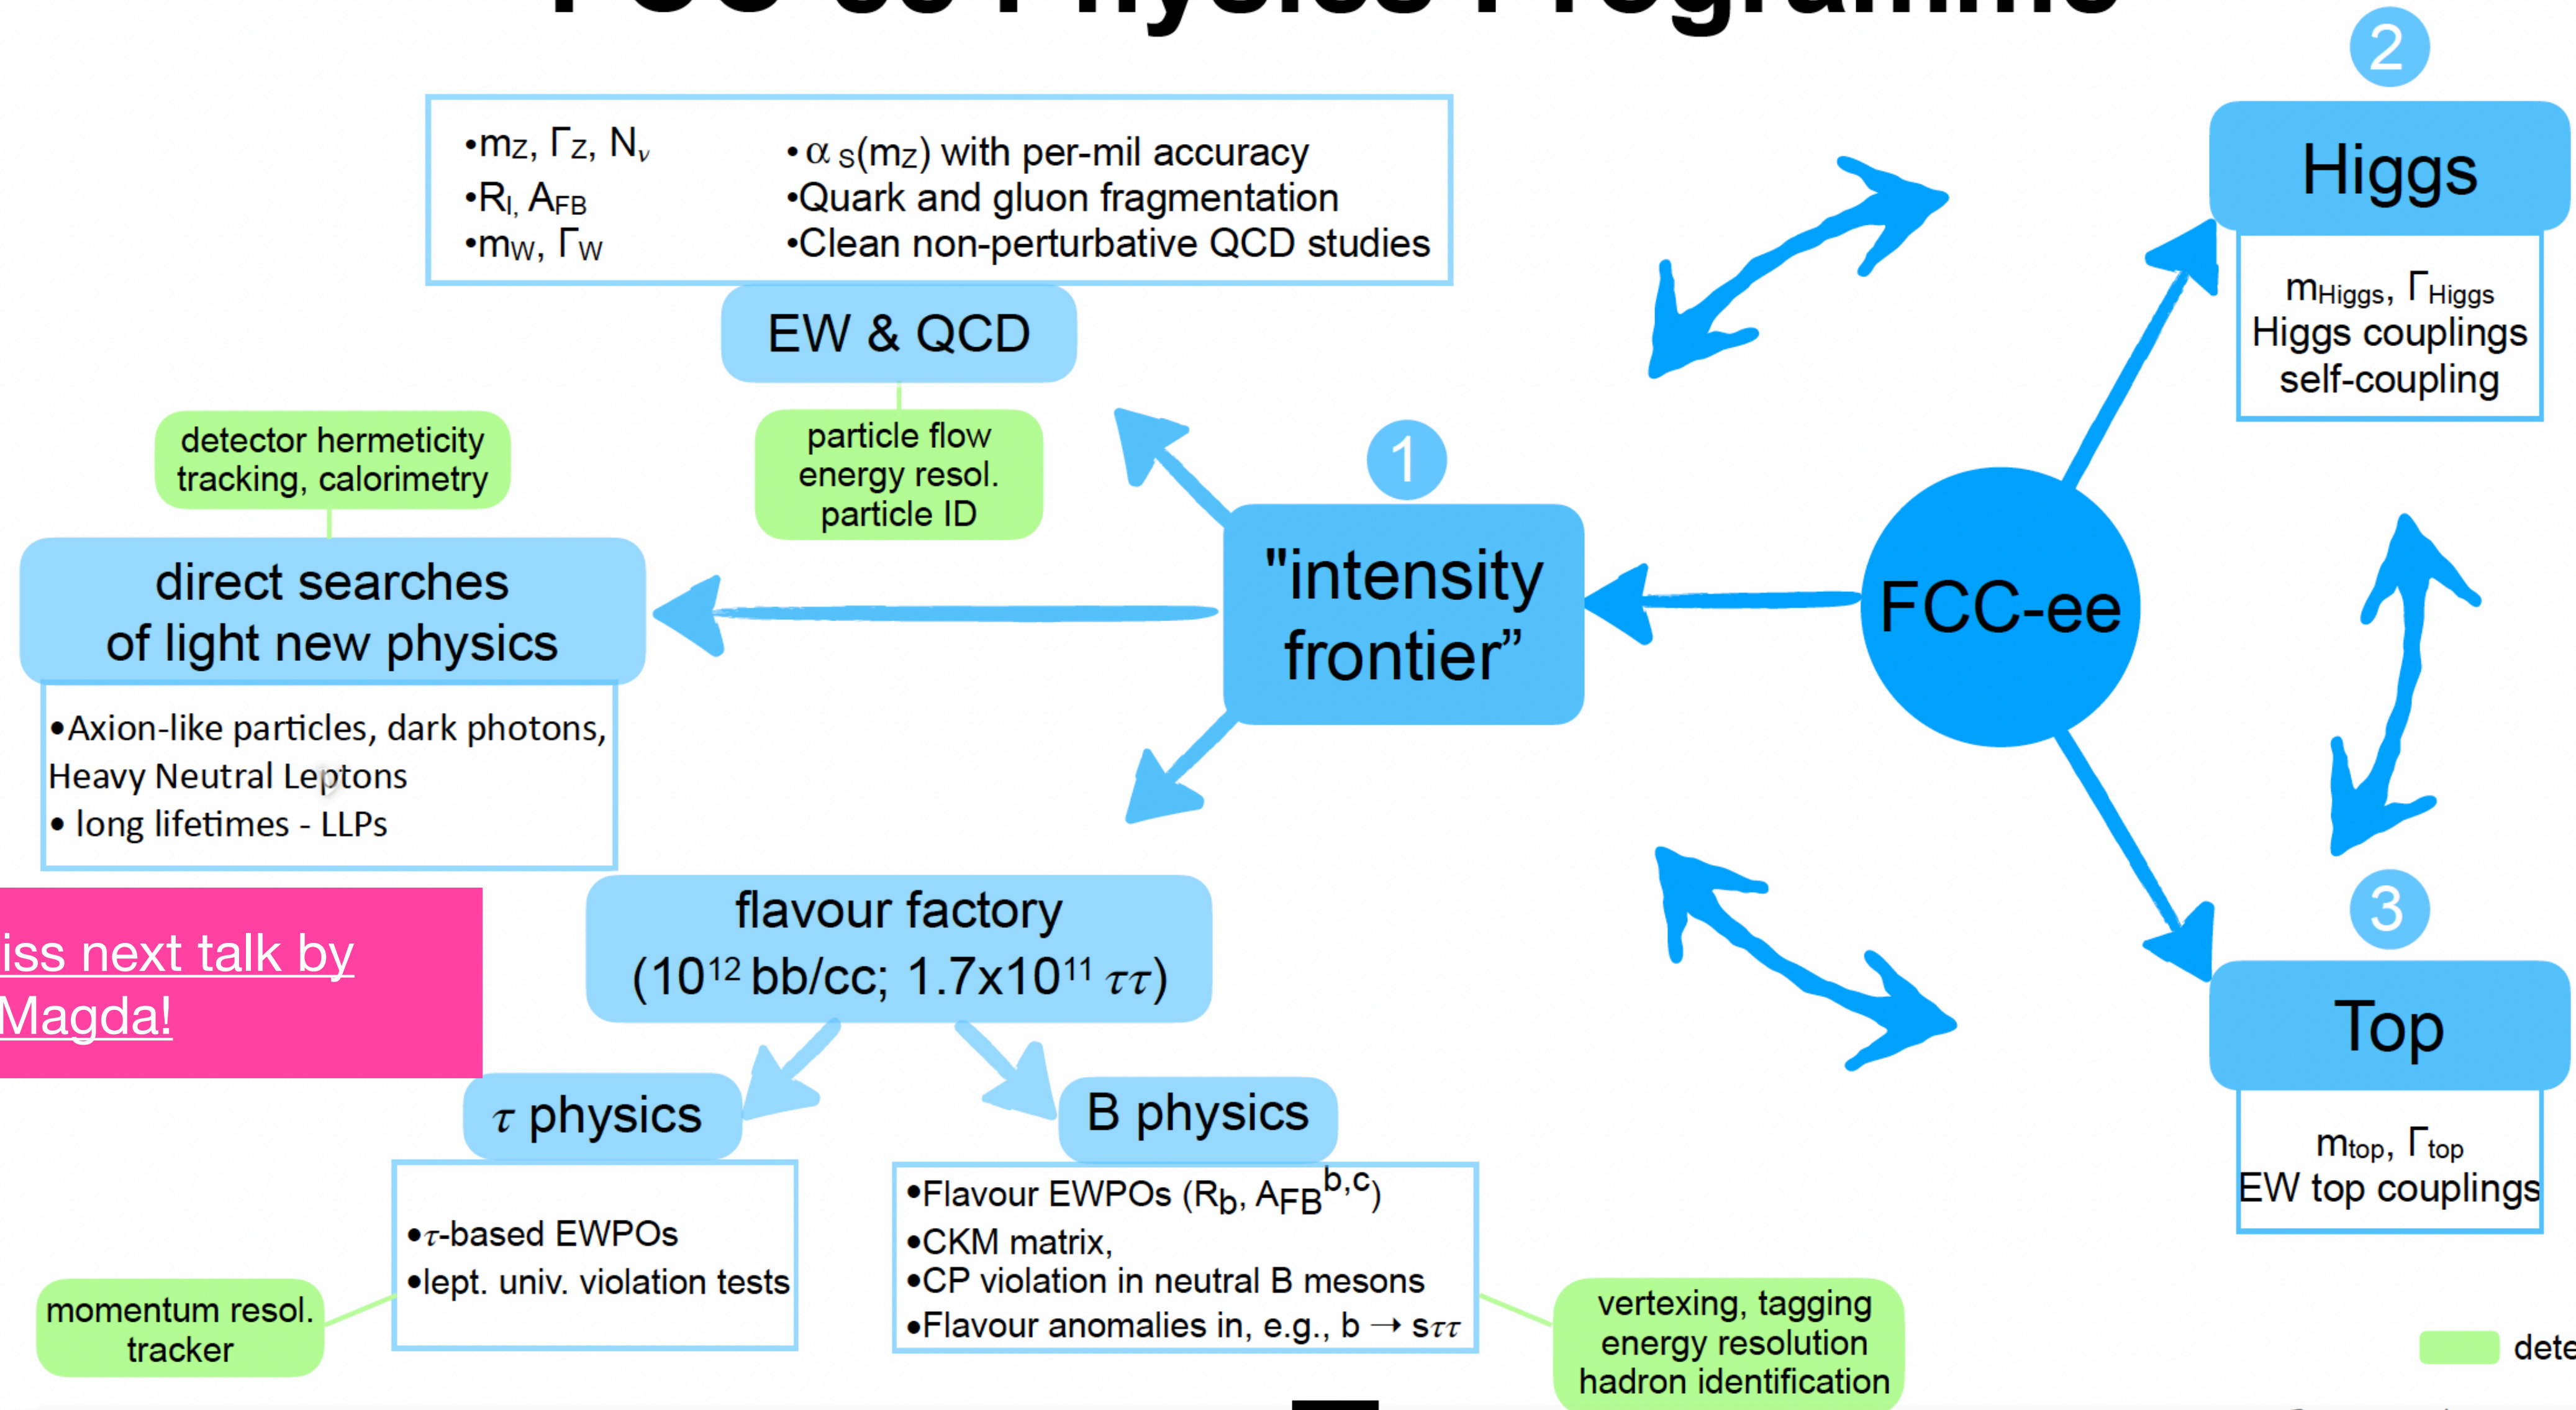 Physics Programme
2
•mZ, ΓZ, Nν
•Rl, AFB
•mW, ΓW
•α S(mZ) with per-mil accuracy
•Quark and gluon fragmentation
•Clean non-perturbative QCD studies
Higgs
mHiggs, ΓHiggs
Higgs couplings
self-coupling
EW & QCD
particle flow
energy resol.
particle ID
detector hermeticity
tracking, calorimetry
direct searches
of light new physics
•Axion-like particles, dark photons,
Heavy Neutral Leptons
• long lifetimes - LLPs
1
"intensity
frontier”
FCC-ee
iss next talk by
Magda!
flavour factory
(10¹² bb/cc; 1.7x10¹¹ ττ)
3
Top
mtop, Γtop
EW top couplings
τ physics
•τ-based EWPOs
•lept. univ. violation tests
momentum resol.
tracker
B physics
•Flavour EWPOs (Rb, AFBb,c)
•CKM matrix,
•CP violation in neutral B mesons
•Flavour anomalies in, e.g., b → sττ
vertexing, tagging
energy resolution
hadron identification
dete